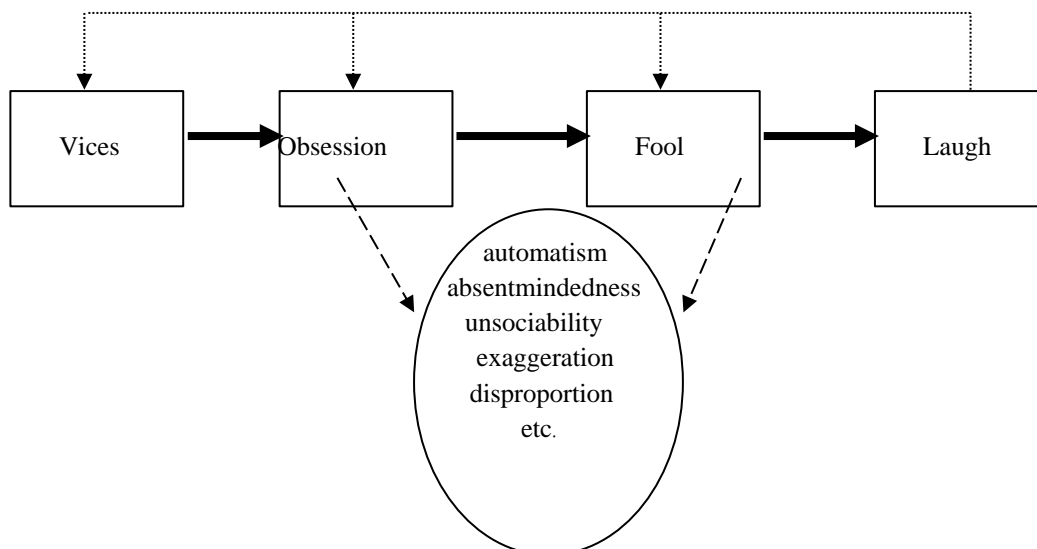 Vices
Obsession
Fool
Laugh
automatism
absentmindedness
unsociability
exaggeration
disproportion
etc.